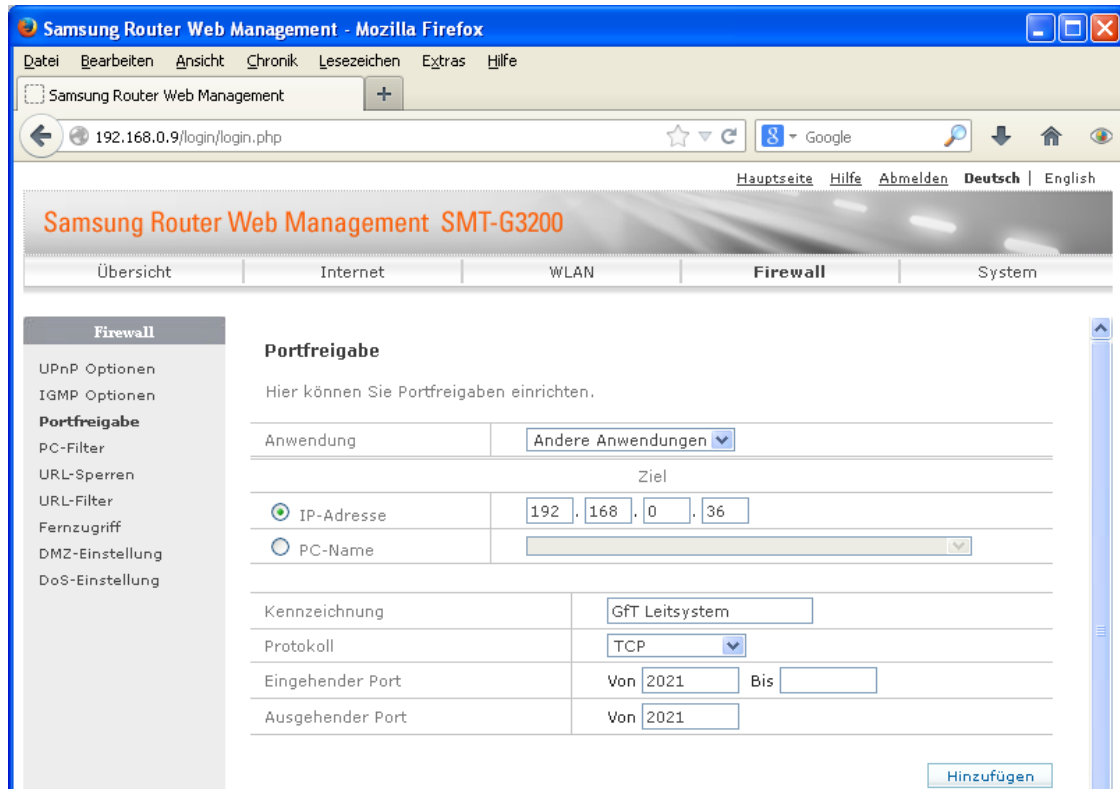 Samsung Router Web Management - Mozilla Firefox
Datei Bearbeiten Ansicht Chronik Lesezeichen Extras Hilfe
Samsung Router Web Management +
192.168.0.9/login/login.php 8 Google
Hauptseite Hilfe Abmelden Deutsch | English
Samsung Router Web Management SMT-G3200
Übersicht Internet WLAN Firewall System
Firewall
UPnP Optionen
IGMP Optionen
Portfreigabe
PC-Filter
URL-Sperren
URL-Filter
Fernzugriff
DMZ-Einstellung
DoS-Einstellung
Portfreigabe
Hier können Sie Portfreigaben einrichten.
Anwendung Andere Anwendungen
Ziel
IP-Adresse 192 . 168 . 0 . 36
PC-Name
Kennzeichnung GfT Leitsystem
Protokoll TCP
Eingehender Port Von 2021 Bis
Ausgehender Port Von 2021
Hinzufügen